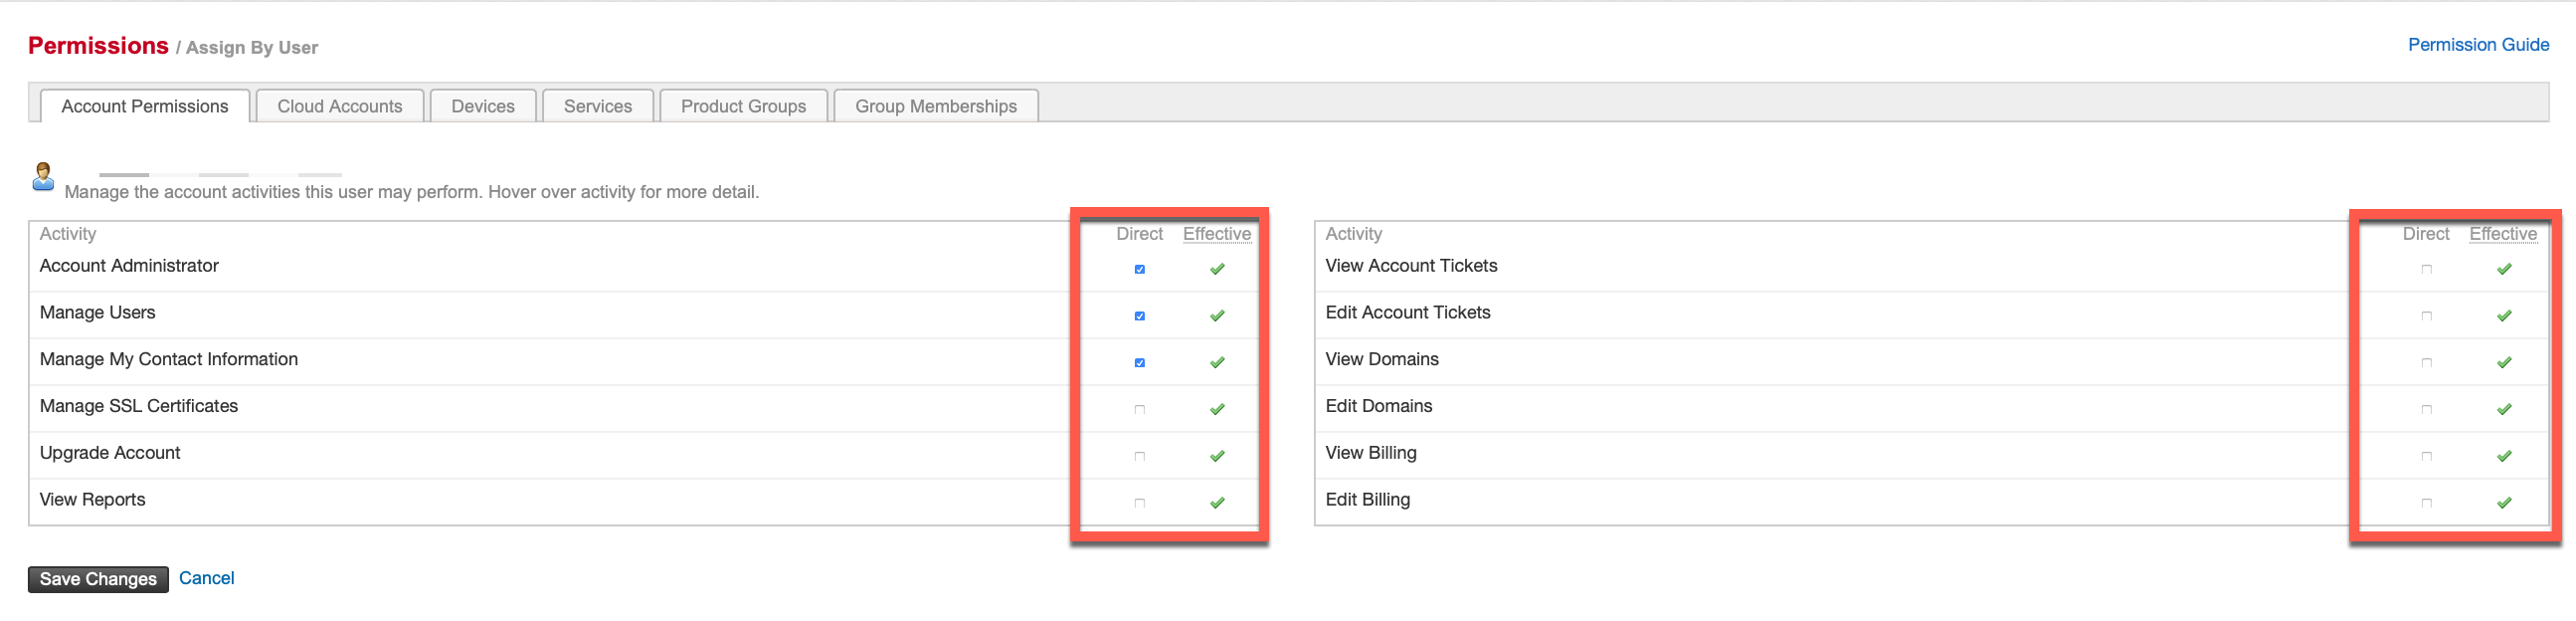 Permissions / Assign By User
Permission Guide
Account Permissions Cloud Accounts Devices Services Product Groups Group Memberships
Manage the account activities this user may perform. Hover over activity for more detail.
Activity Direct Effective
Account Administrator
Manage Users
Manage My Contact Information
Manage SSL Certificates
Upgrade Account
View Reports
Activity Direct Effective
View Account Tickets
Edit Account Tickets
View Domains
Edit Domains
View Billing
Edit Billing
Save Changes Cancel